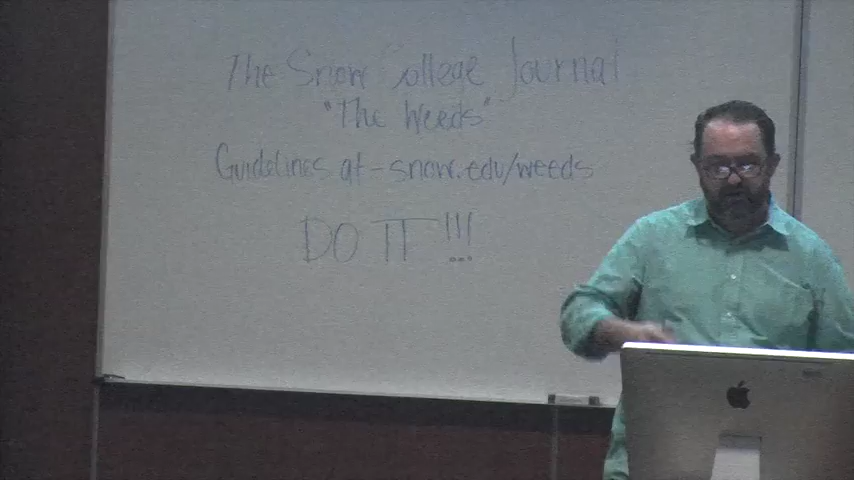 The Snow College Journal
"The Weeds"
Guidelines at - snow.edu/weeds
DO IT!!!